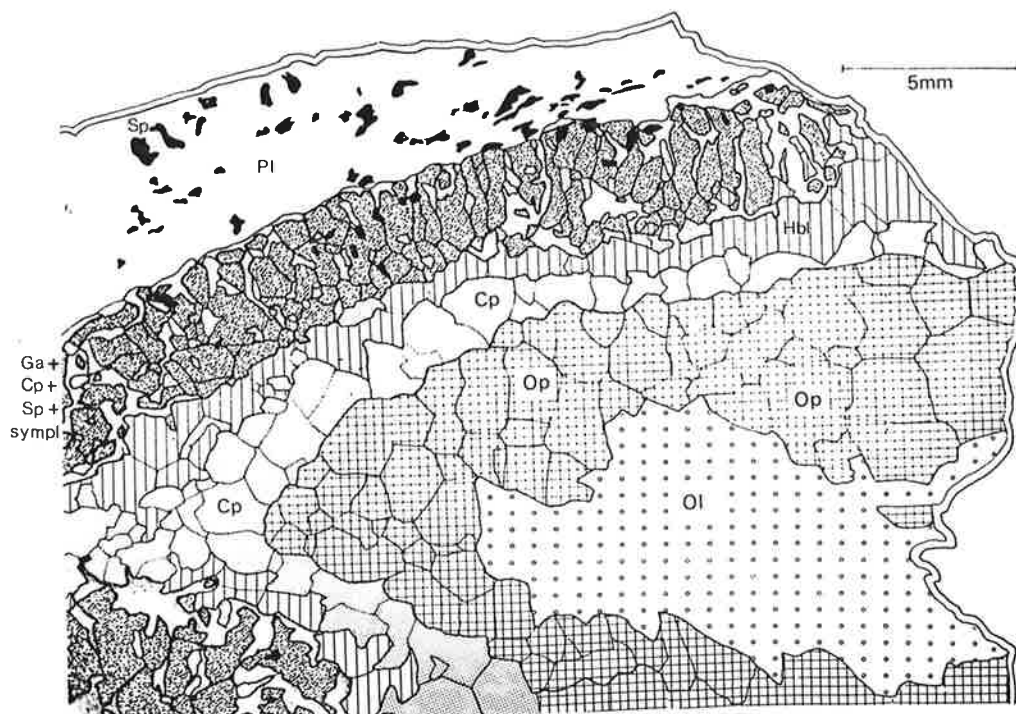 5mm
Sp
Pl
Hbl
Cp
Ga +
Cp +
Sp +
sympl
Op
Op
Cp
Ol